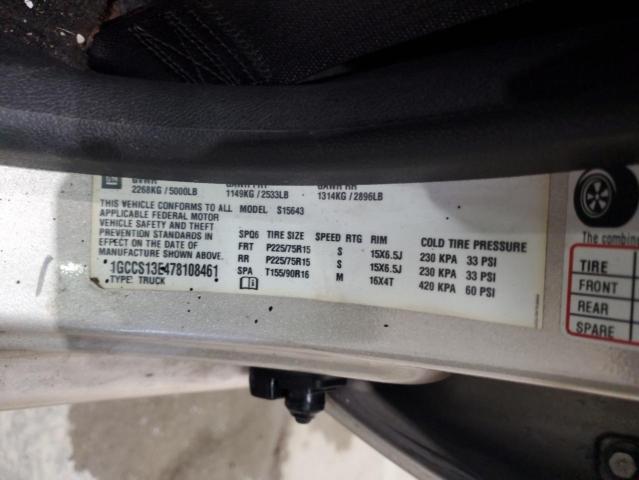 GM GVWR GAWR FRT GAWR RR
2268KG / 5000LB 1149KG / 2533LB 1314KG / 2896LB
THIS VEHICLE CONFORMS TO ALL MODEL S15643
APPLICABLE FEDERAL MOTOR
VEHICLE SAFETY AND THEFT
PREVENTION STANDARDS IN
EFFECT ON THE DATE OF
MANUFACTURE SHOWN ABOVE.
1GCCS13E478108461
TYPE: TRUCK
SPQ6 TIRE SIZE SPEED RTG RIM COLD TIRE PRESSURE
FRT P225/75R15 S 15X6.5J 230 KPA 33 PSI
RR P225/75R15 S 15X6.5J 230 KPA 33 PSI
SPA T155/90R16 M 16X4T 420 KPA 60 PSI
The combine
TIRE
FRONT
REAR
SPARE